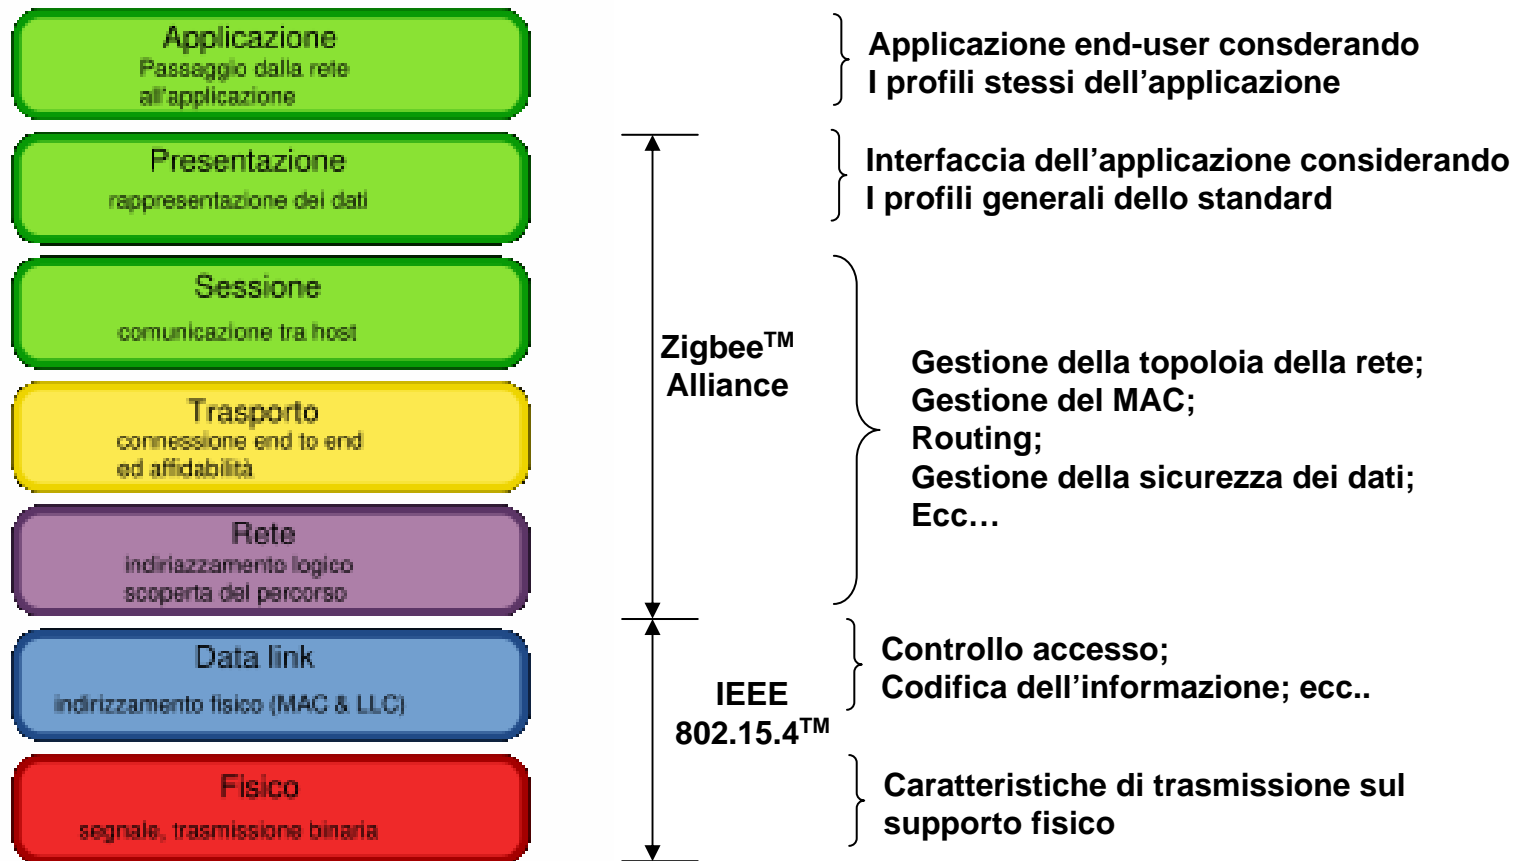 Applicazione
Passaggio dalla rete
all'applicazione
Applicazione end-user consderando
I profili stessi dell'applicazione
Presentazione
rappresentazione dei dati
Interfaccia dell'applicazione considerando
I profili generali dello standard
Sessione
comunicazione tra host
Trasporto
connessione end to end
ed affidabilità
Rete
indiriazzamento logico
scoperta del percorso
Zigbee™
Alliance
Gestione della topoloia della rete;
Gestione del MAC;
Routing;
Gestione della sicurezza dei dati;
Ecc…
Data link
indirizzamento fisico (MAC & LLC)
IEEE
802.15.4™
Controllo accesso;
Codifica dell'informazione; ecc..
Fisico
segnale, trasmissione binaria
Caratteristiche di trasmissione sul
supporto fisico